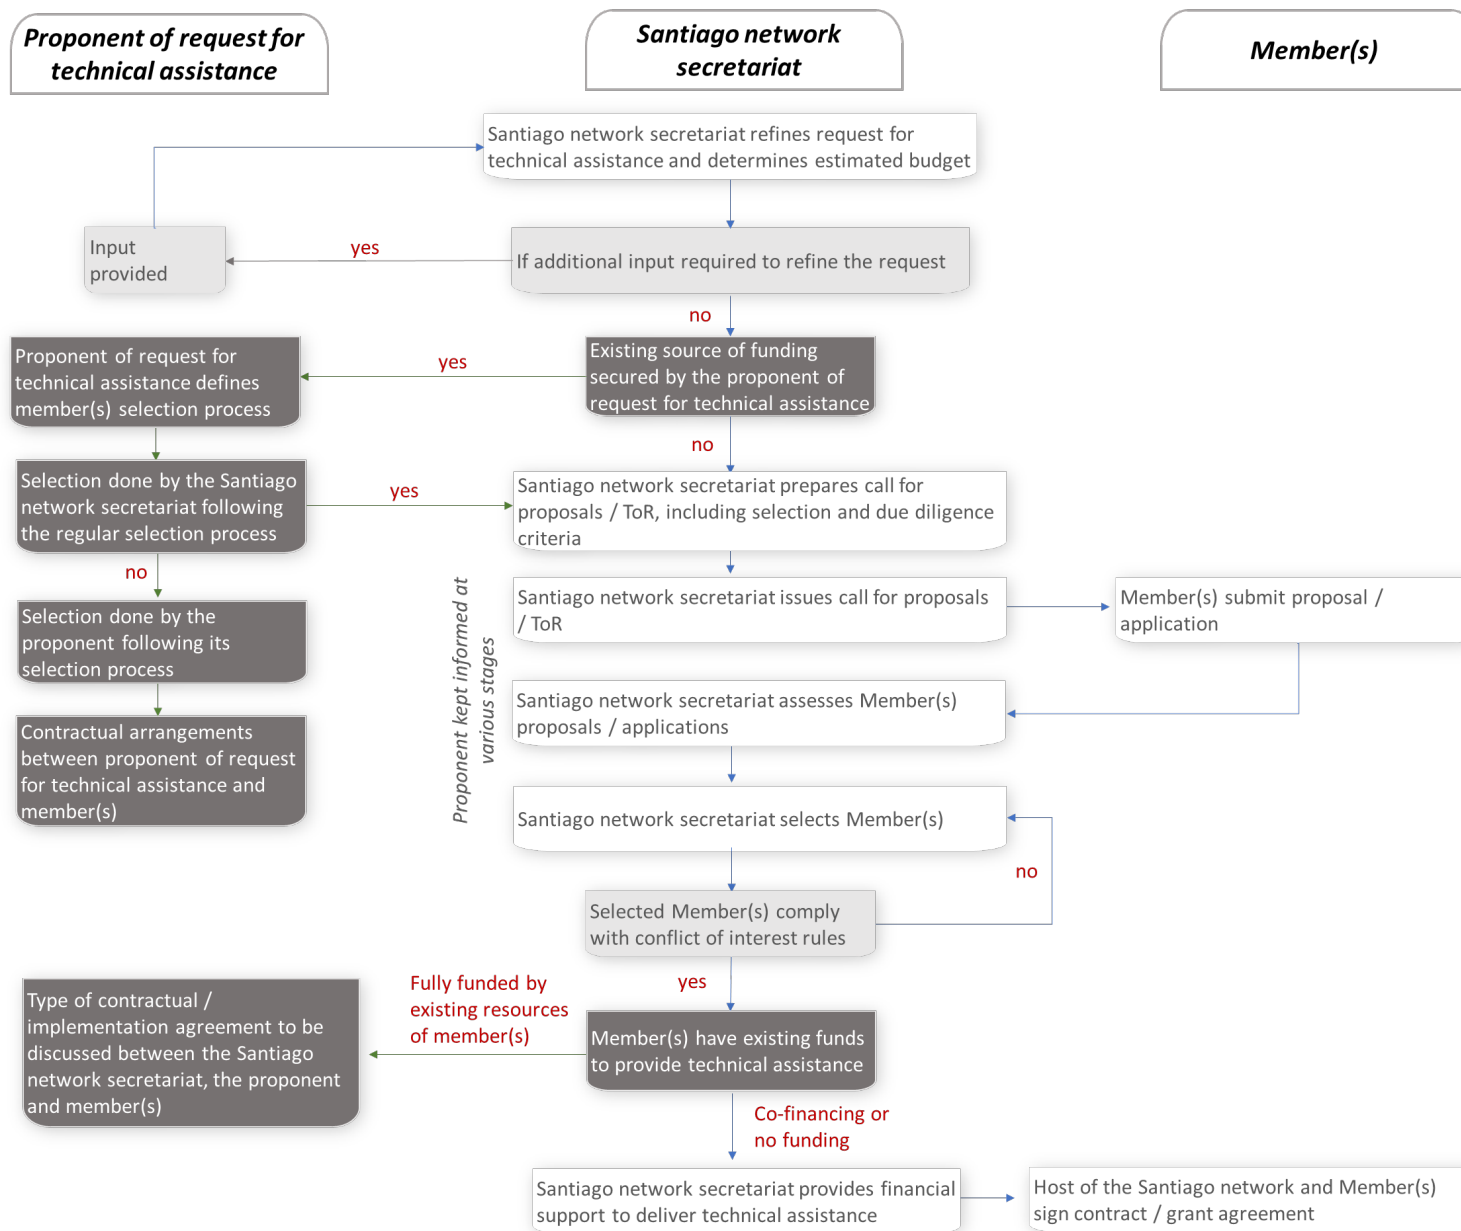 Proponent of request for
technical assistance
Santiago network
secretariat
Member(s)
Santiago network secretariat refines request for
technical assistance and determines estimated budget
Input
provided
yes
If additional input required to refine the request
no
Proponent of request for
technical assistance defines
member(s) selection process
yes
Existing source of funding
secured by the proponent of
request for technical assistance
no
Selection done by the Santiago
network secretariat following
the regular selection process
yes
Santiago network secretariat prepares call for
proposals / ToR, including selection and due diligence
criteria
no
Santiago network secretariat issues call for proposals
/ ToR
Member(s) submit proposal /
application
Selection done by the
proponent following its
selection process
Proponent kept informed at
various stages
Santiago network secretariat assesses Member(s)
proposals / applications
Contractual arrangements
between proponent of request
for technical assistance and
member(s)
Santiago network secretariat selects Member(s)
no
Selected Member(s) comply
with conflict of interest rules
yes
Fully funded by
existing resources
of member(s)
Type of contractual /
implementation agreement to be
discussed between the Santiago
network secretariat, the proponent
and member(s)
Member(s) have existing funds
to provide technical assistance
Co-financing or
no funding
Santiago network secretariat provides financial
support to deliver technical assistance
Host of the Santiago network and Member(s)
sign contract / grant agreement